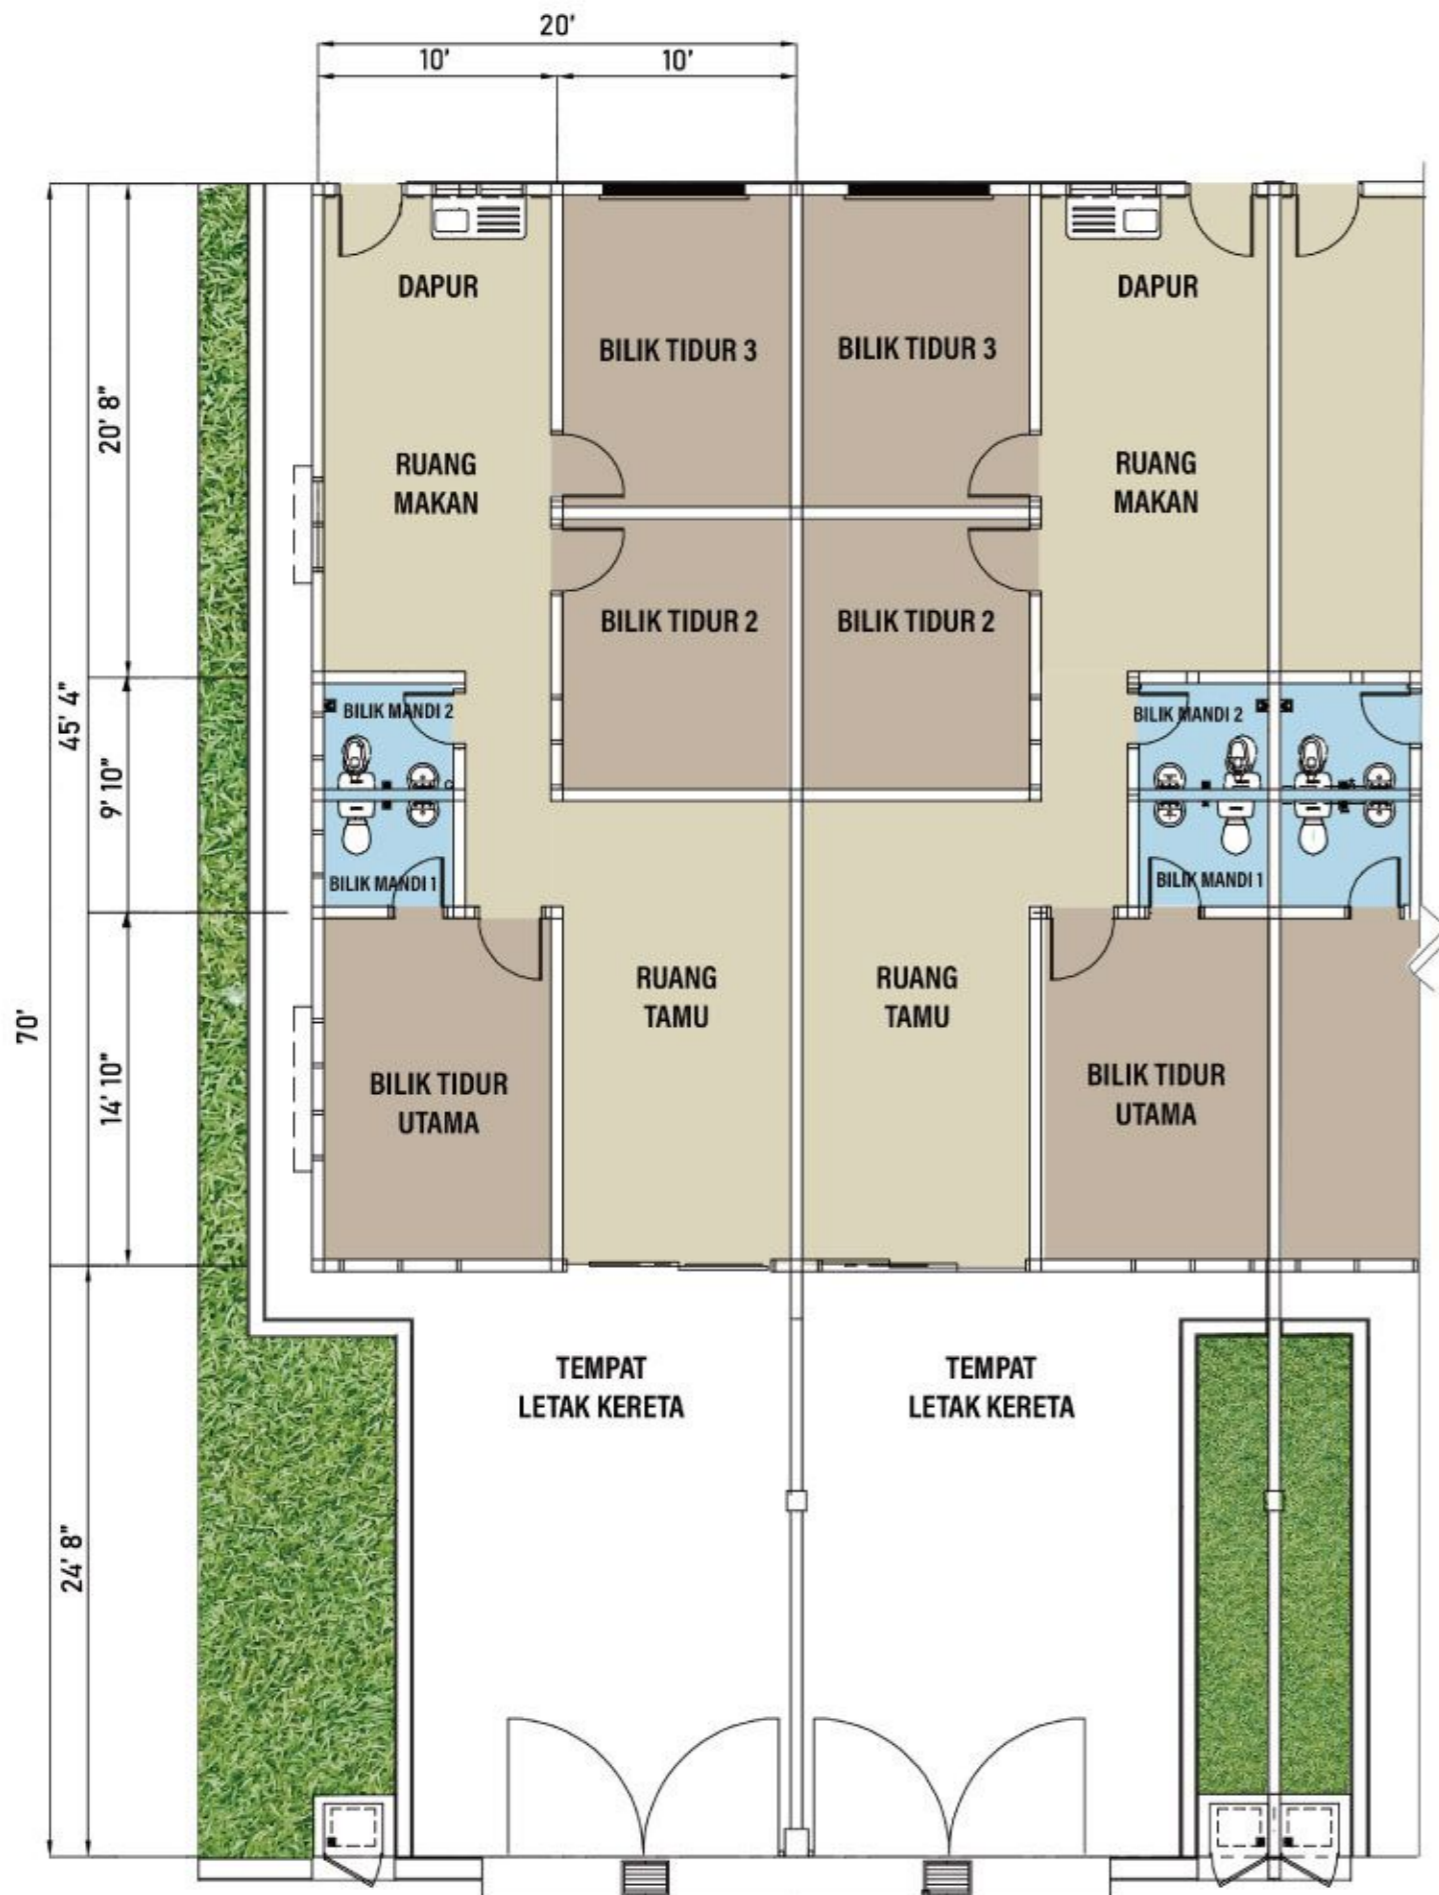 20'
10'
10'
DAPUR
DAPUR
BILIK TIDUR 3
BILIK TIDUR 3
20' 8"
RUANG
MAKAN
RUANG
MAKAN
BILIK TIDUR 2
BILIK TIDUR 2
45' 4"
BILIK MANDI 2
BILIK MANDI 2
9' 10"
BILIK MANDI 1
BILIK MANDI 1
RUANG
TAMU
RUANG
TAMU
70'
14' 10"
BILIK TIDUR
UTAMA
BILIK TIDUR
UTAMA
TEMPAT
LETAK KERETA
TEMPAT
LETAK KERETA
24' 8"